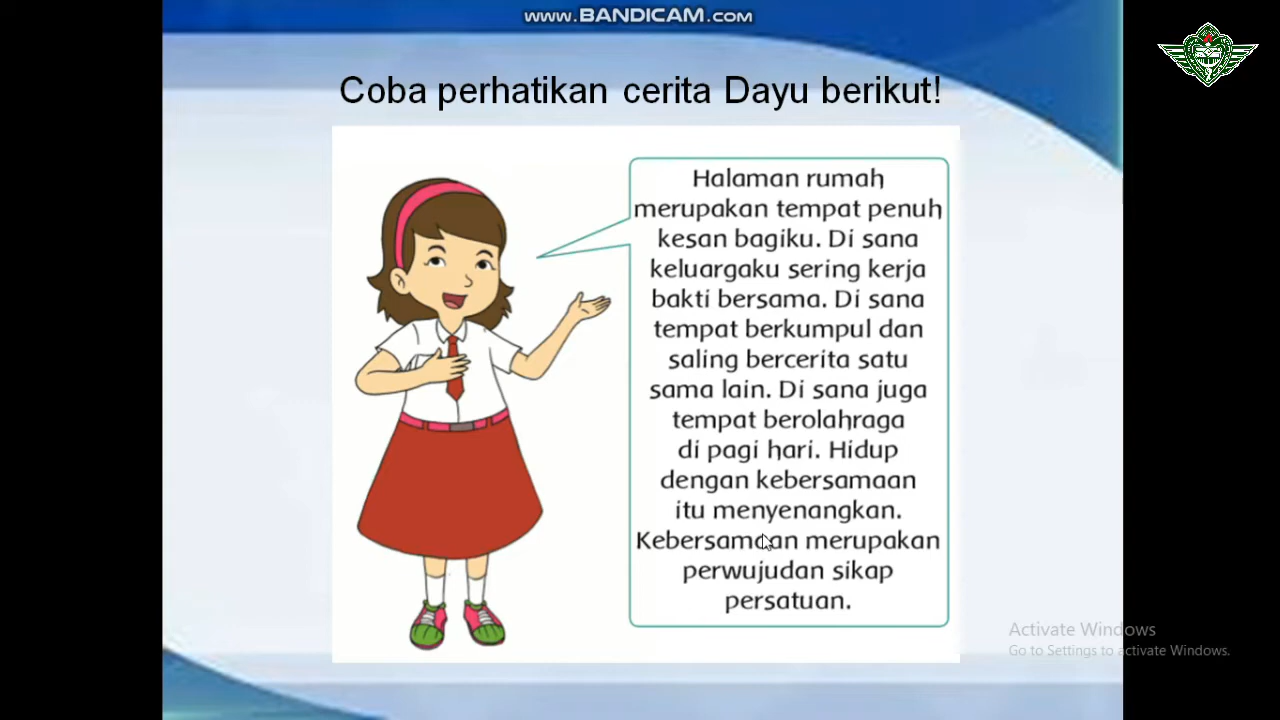 www.BANDICAM.com
Coba perhatikan cerita Dayu berikut!
Halaman rumah
merupakan tempat penuh
kesan bagiku. Di sana
keluargaku sering kerja
bakti bersama. Di sana
tempat berkumpul dan
saling bercerita satu
sama lain. Di sana juga
tempat berolahraga
di pagi hari. Hidup
dengan kebersamaan
itu menyenangkan.
Kebersamaan merupakan
perwujudan sikap
persatuan.
Activate Windows
Go to Settings to activate Windows.